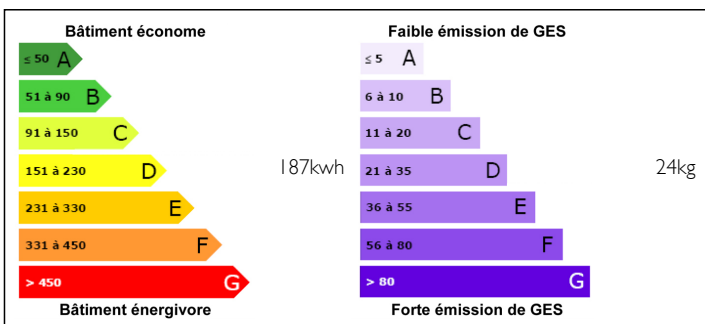 Bâtiment économe
≤ 50 A
51 à 90 B
91 à 150 C
151 à 230 D
187kwh
231 à 330 E
331 à 450 F
> 450 G
Bâtiment énergivore
Faible émission de GES
≤ 5 A
6 à 10 B
11 à 20 C
21 à 35 D
24kg
36 à 55 E
56 à 80 F
> 80 G
Forte émission de GES